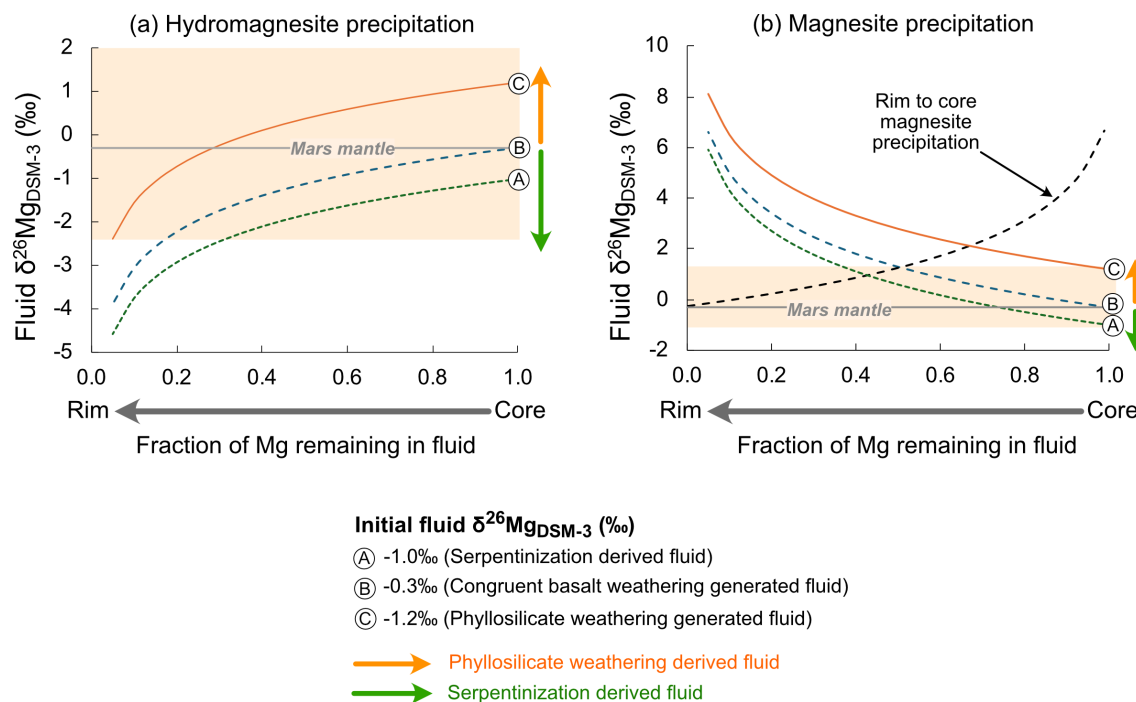 (a) Hydromagnesite precipitation
Fluid δ²⁶Mg_DSM-3 (‰)
2
1
0
-1
-2
-3
-4
-5
Mars mantle
C
B
A
0.0 0.2 0.4 0.6 0.8 1.0
Rim Core
Fraction of Mg remaining in fluid
(b) Magnesite precipitation
Fluid δ²⁶Mg_DSM-3 (‰)
10
8
6
4
2
0
-2
Rim to core
magnesite
precipitation
Mars mantle
C
B
A
0.0 0.2 0.4 0.6 0.8 1.0
Rim Core
Fraction of Mg remaining in fluid
Initial fluid δ²⁶Mg_DSM-3 (‰)
A -1.0‰ (Serpentinization derived fluid)
B -0.3‰ (Congruent basalt weathering generated fluid)
C -1.2‰ (Phyllosilicate weathering generated fluid)
Phyllosilicate weathering derived fluid
Serpentinization derived fluid